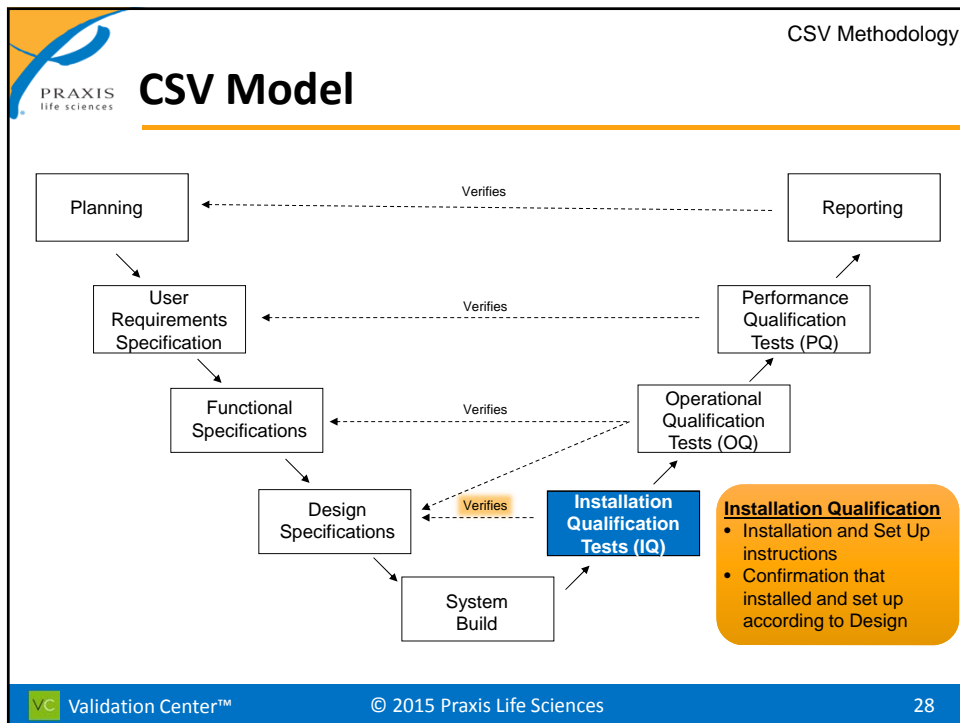 CSV Methodology
PRAXIS
life sciences
CSV Model
Planning
Verifies
Reporting
User
Requirements
Specification
Verifies
Performance
Qualification
Tests (PQ)
Functional
Specifications
Verifies
Operational
Qualification
Tests (OQ)
Design
Specifications
Verifies
Installation
Qualification
Tests (IQ)
Installation Qualification
• Installation and Set Up
instructions
• Confirmation that
installed and set up
according to Design
System
Build
VC Validation Center™
© 2015 Praxis Life Sciences
28